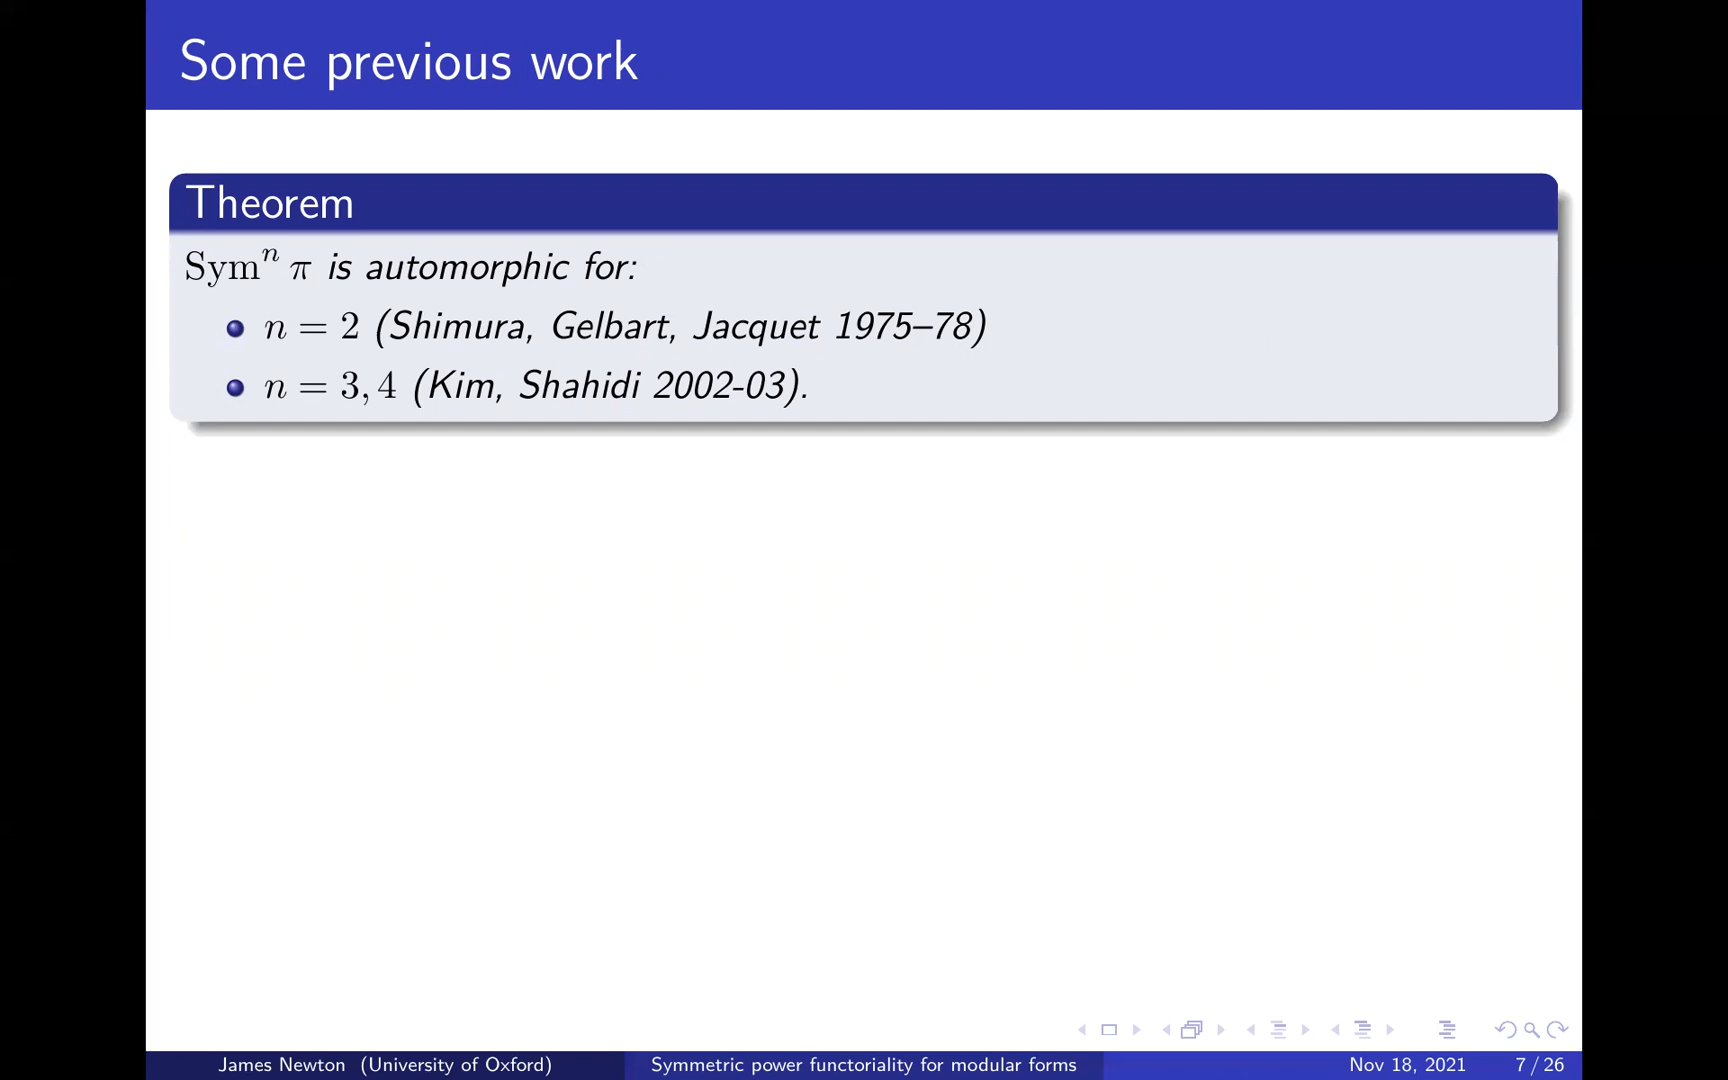 Some previous work
Theorem
Symⁿ π is automorphic for:
n = 2 (Shimura, Gelbart, Jacquet 1975–78)
n = 3, 4 (Kim, Shahidi 2002-03).
James Newton (University of Oxford)
Symmetric power functoriality for modular forms
Nov 18, 2021
7 / 26